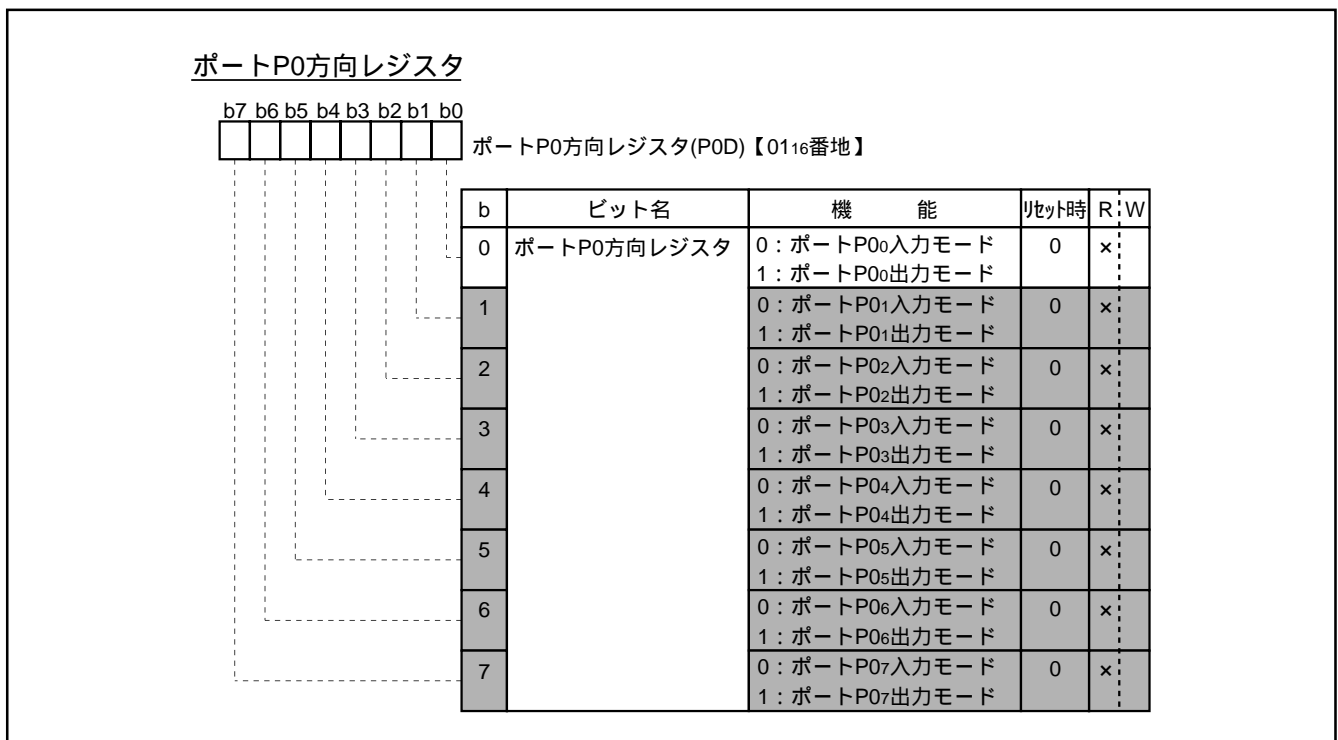 ポートP0方向レジスタ
b7 b6 b5 b4 b3 b2 b1 b0
ポートP0方向レジスタ(P0D)【0116番地】
b ビット名 機 能 リセット時 R W
0 ポートP0方向レジスタ 0：ポートP00入力モード 0 ×
1：ポートP00出力モード
1 0：ポートP01入力モード 0 ×
1：ポートP01出力モード
2 0：ポートP02入力モード 0 ×
1：ポートP02出力モード
3 0：ポートP03入力モード 0 ×
1：ポートP03出力モード
4 0：ポートP04入力モード 0 ×
1：ポートP04出力モード
5 0：ポートP05入力モード 0 ×
1：ポートP05出力モード
6 0：ポートP06入力モード 0 ×
1：ポートP06出力モード
7 0：ポートP07入力モード 0 ×
1：ポートP07出力モード